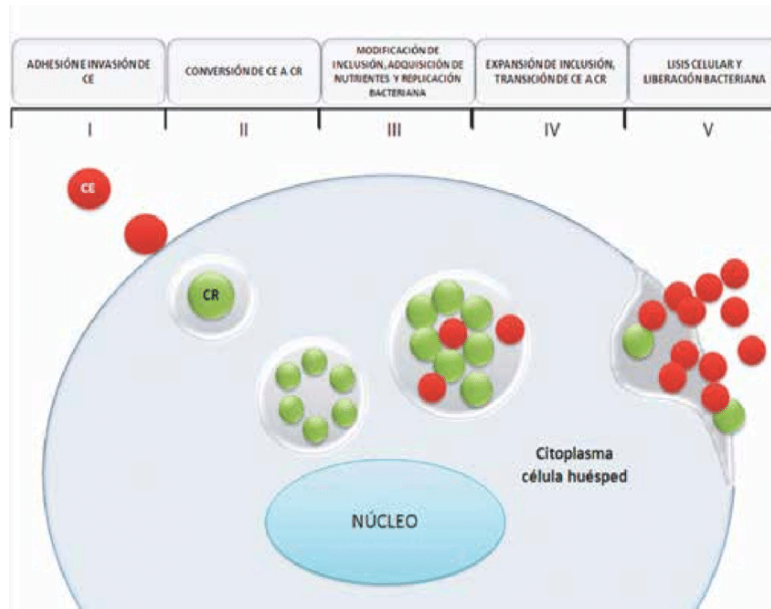 ADHESIÓN E INVASIÓN DE
CE
CONVERSIÓN DE CE A CR
MODIFICACIÓN DE
INCLUSIÓN, ADQUISICIÓN DE
NUTRIENTES Y REPLICACIÓN
BACTERIANA
EXPANSIÓN DE INCLUSIÓN,
TRANSICIÓN DE CE A CR
LISIS CELULAR Y
LIBERACIÓN BACTERIANA
I
II
III
IV
V
CE
CR
Citoplasma
célula huésped
NÚCLEO